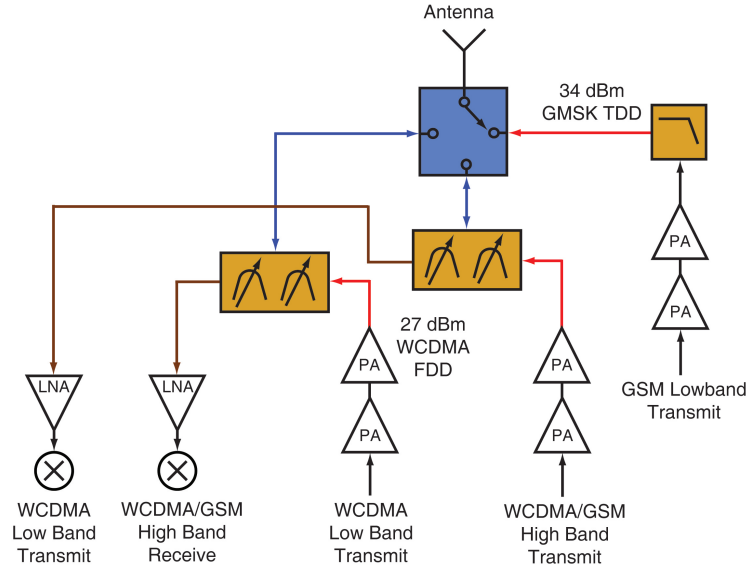 Antenna
34 dBm
GMSK TDD
PA
PA
GSM Lowband
Transmit
27 dBm
WCDMA
FDD
PA
PA
PA
PA
LNA
LNA
WCDMA
Low Band
Transmit
WCDMA/GSM
High Band
Receive
WCDMA
Low Band
Transmit
WCDMA/GSM
High Band
Transmit